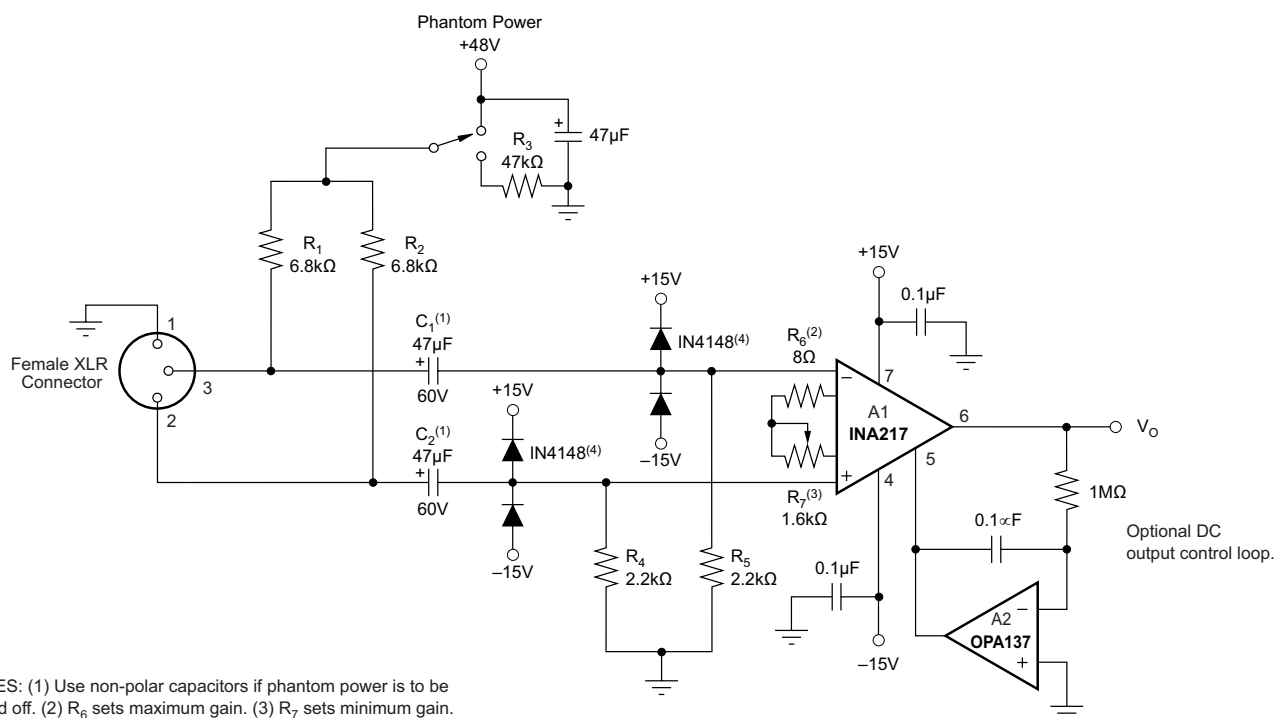 Phantom Power
+48V
+
47µF
R3
47kΩ
R1
6.8kΩ
R2
6.8kΩ
+15V
0.1µF
+15V
1
Female XLR
Connector
3
2
C1(1)
47µF
+
60V
IN4148(4)
R6(2)
8Ω
7
–
A1
INA217
6
VO
+15V
–15V
C2(1)
47µF
+
60V
IN4148(4)
+
5
4
R7(3)
1.6kΩ
1MΩ
–15V
R4
2.2kΩ
R5
2.2kΩ
0.1µF
0.1∝F
Optional DC
output control loop.
–15V
A2
OPA137
–
+
ES: (1) Use non-polar capacitors if phantom power is to be
d off. (2) R6 sets maximum gain. (3) R7 sets minimum gain.